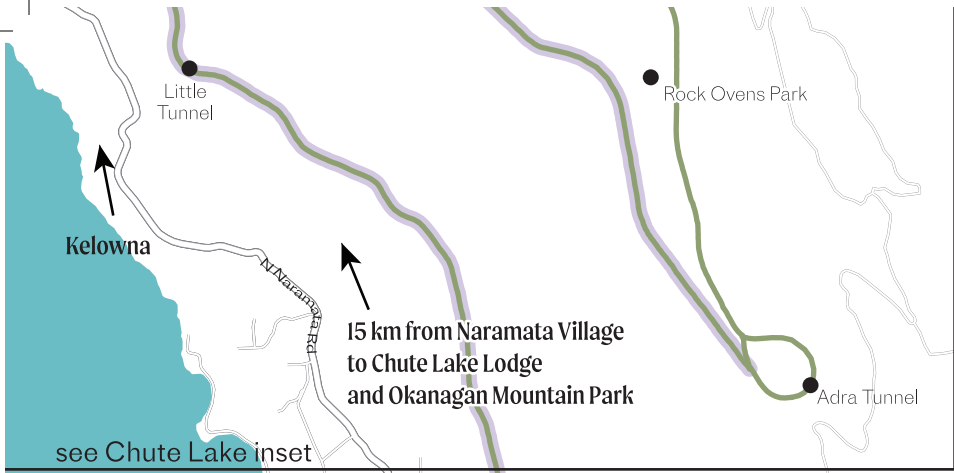 Little
Tunnel
Rock Ovens Park
Kelowna
N Naramata Rd
15 km from Naramata Village
to Chute Lake Lodge
and Okanagan Mountain Park
Adra Tunnel
see Chute Lake inset